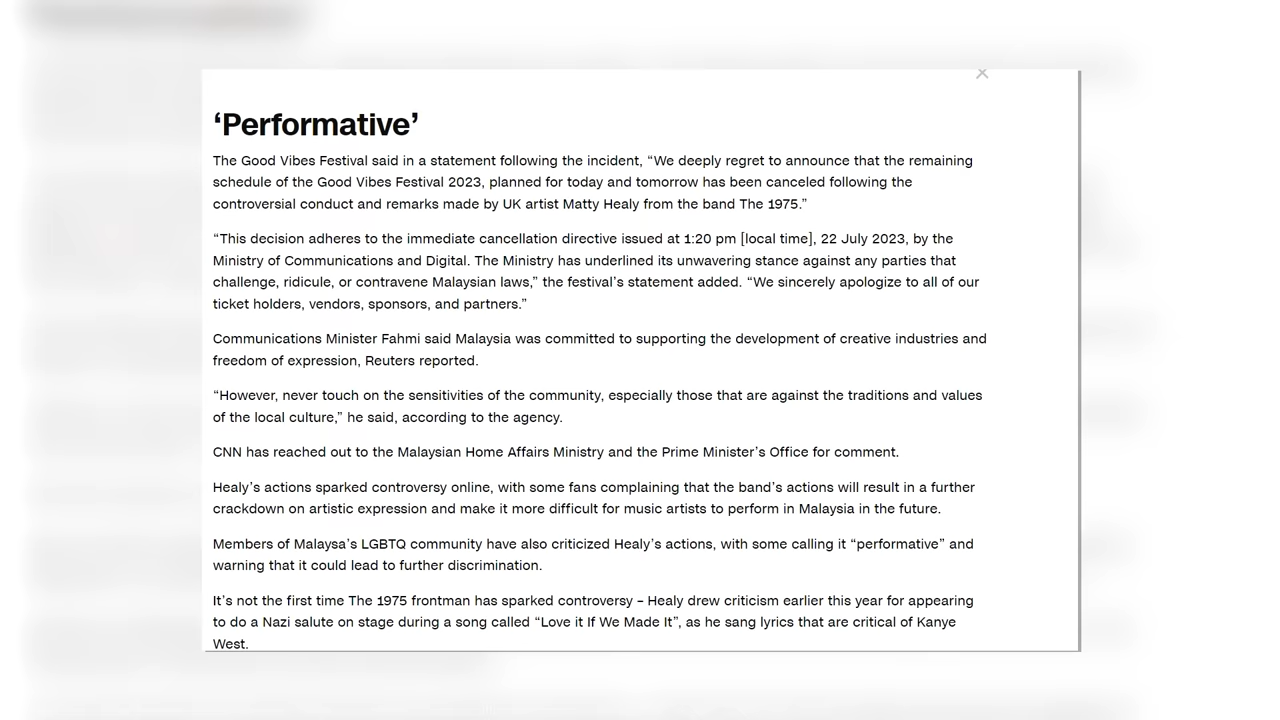 ‘Performative’
The Good Vibes Festival said in a statement following the incident, “We deeply regret to announce that the remaining
schedule of the Good Vibes Festival 2023, planned for today and tomorrow has been canceled following the
controversial conduct and remarks made by UK artist Matty Healy from the band The 1975.”
“This decision adheres to the immediate cancellation directive issued at 1:20 pm [local time], 22 July 2023, by the
Ministry of Communications and Digital. The Ministry has underlined its unwavering stance against any parties that
challenge, ridicule, or contravene Malaysian laws,” the festival’s statement added. “We sincerely apologize to all of our
ticket holders, vendors, sponsors, and partners.”
Communications Minister Fahmi said Malaysia was committed to supporting the development of creative industries and
freedom of expression, Reuters reported.
“However, never touch on the sensitivities of the community, especially those that are against the traditions and values
of the local culture,” he said, according to the agency.
CNN has reached out to the Malaysian Home Affairs Ministry and the Prime Minister’s Office for comment.
Healy’s actions sparked controversy online, with some fans complaining that the band’s actions will result in a further
crackdown on artistic expression and make it more difficult for music artists to perform in Malaysia in the future.
Members of Malaysa’s LGBTQ community have also criticized Healy’s actions, with some calling it “performative” and
warning that it could lead to further discrimination.
It’s not the first time The 1975 frontman has sparked controversy – Healy drew criticism earlier this year for appearing
to do a Nazi salute on stage during a song called “Love it If We Made It”, as he sang lyrics that are critical of Kanye
West.